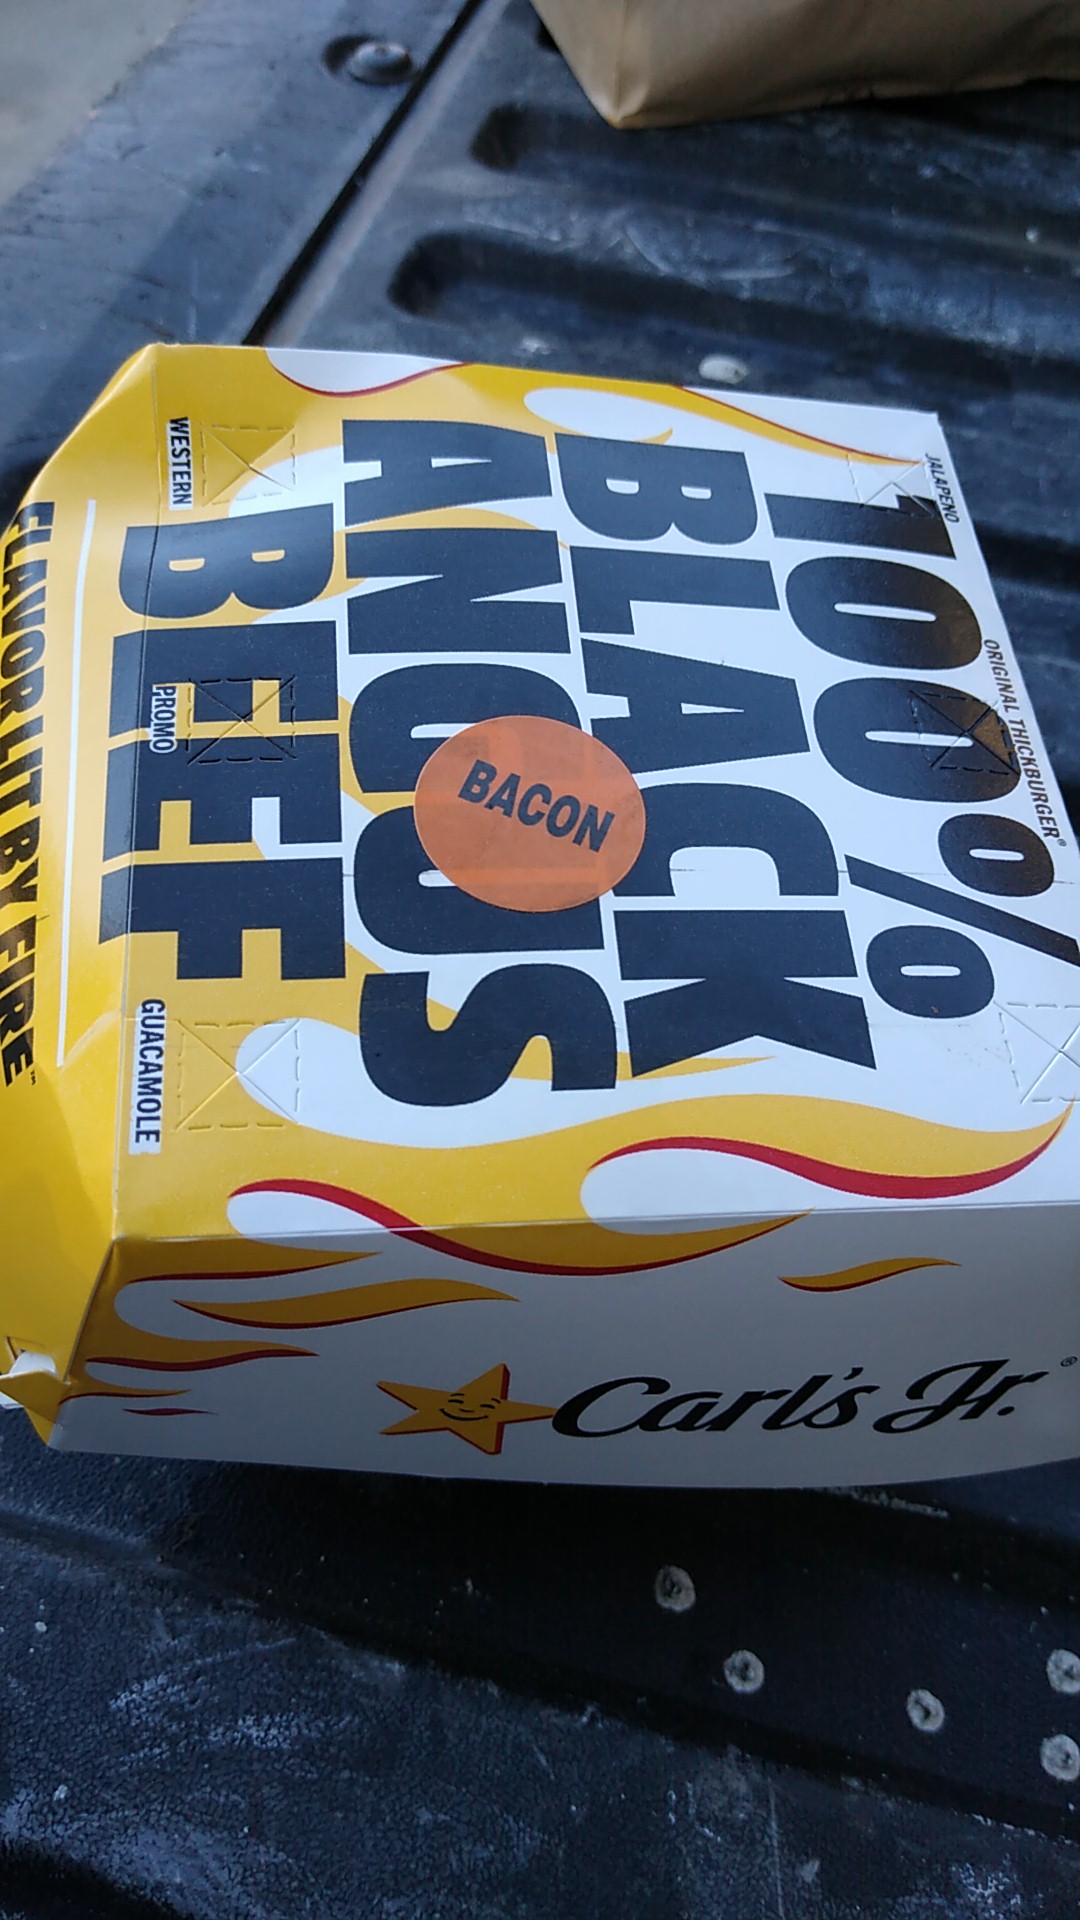 100%
BLACK
ANGUS
BEEF
BACON
JALAPENO
ORIGINAL THICKBURGER®
WESTERN
PROMO
GUACAMOLE
FLAVOR LIT BY FIRE™
Carl's Jr.®